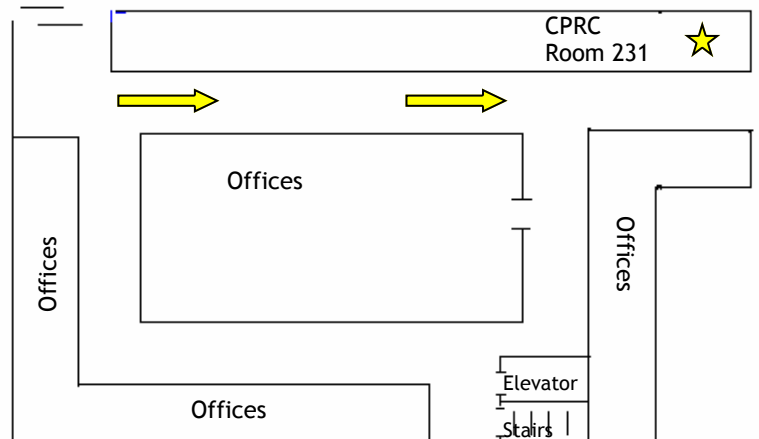 CPRC
Room 231
Offices
Offices
Offices
Elevator
Offices
Stairs